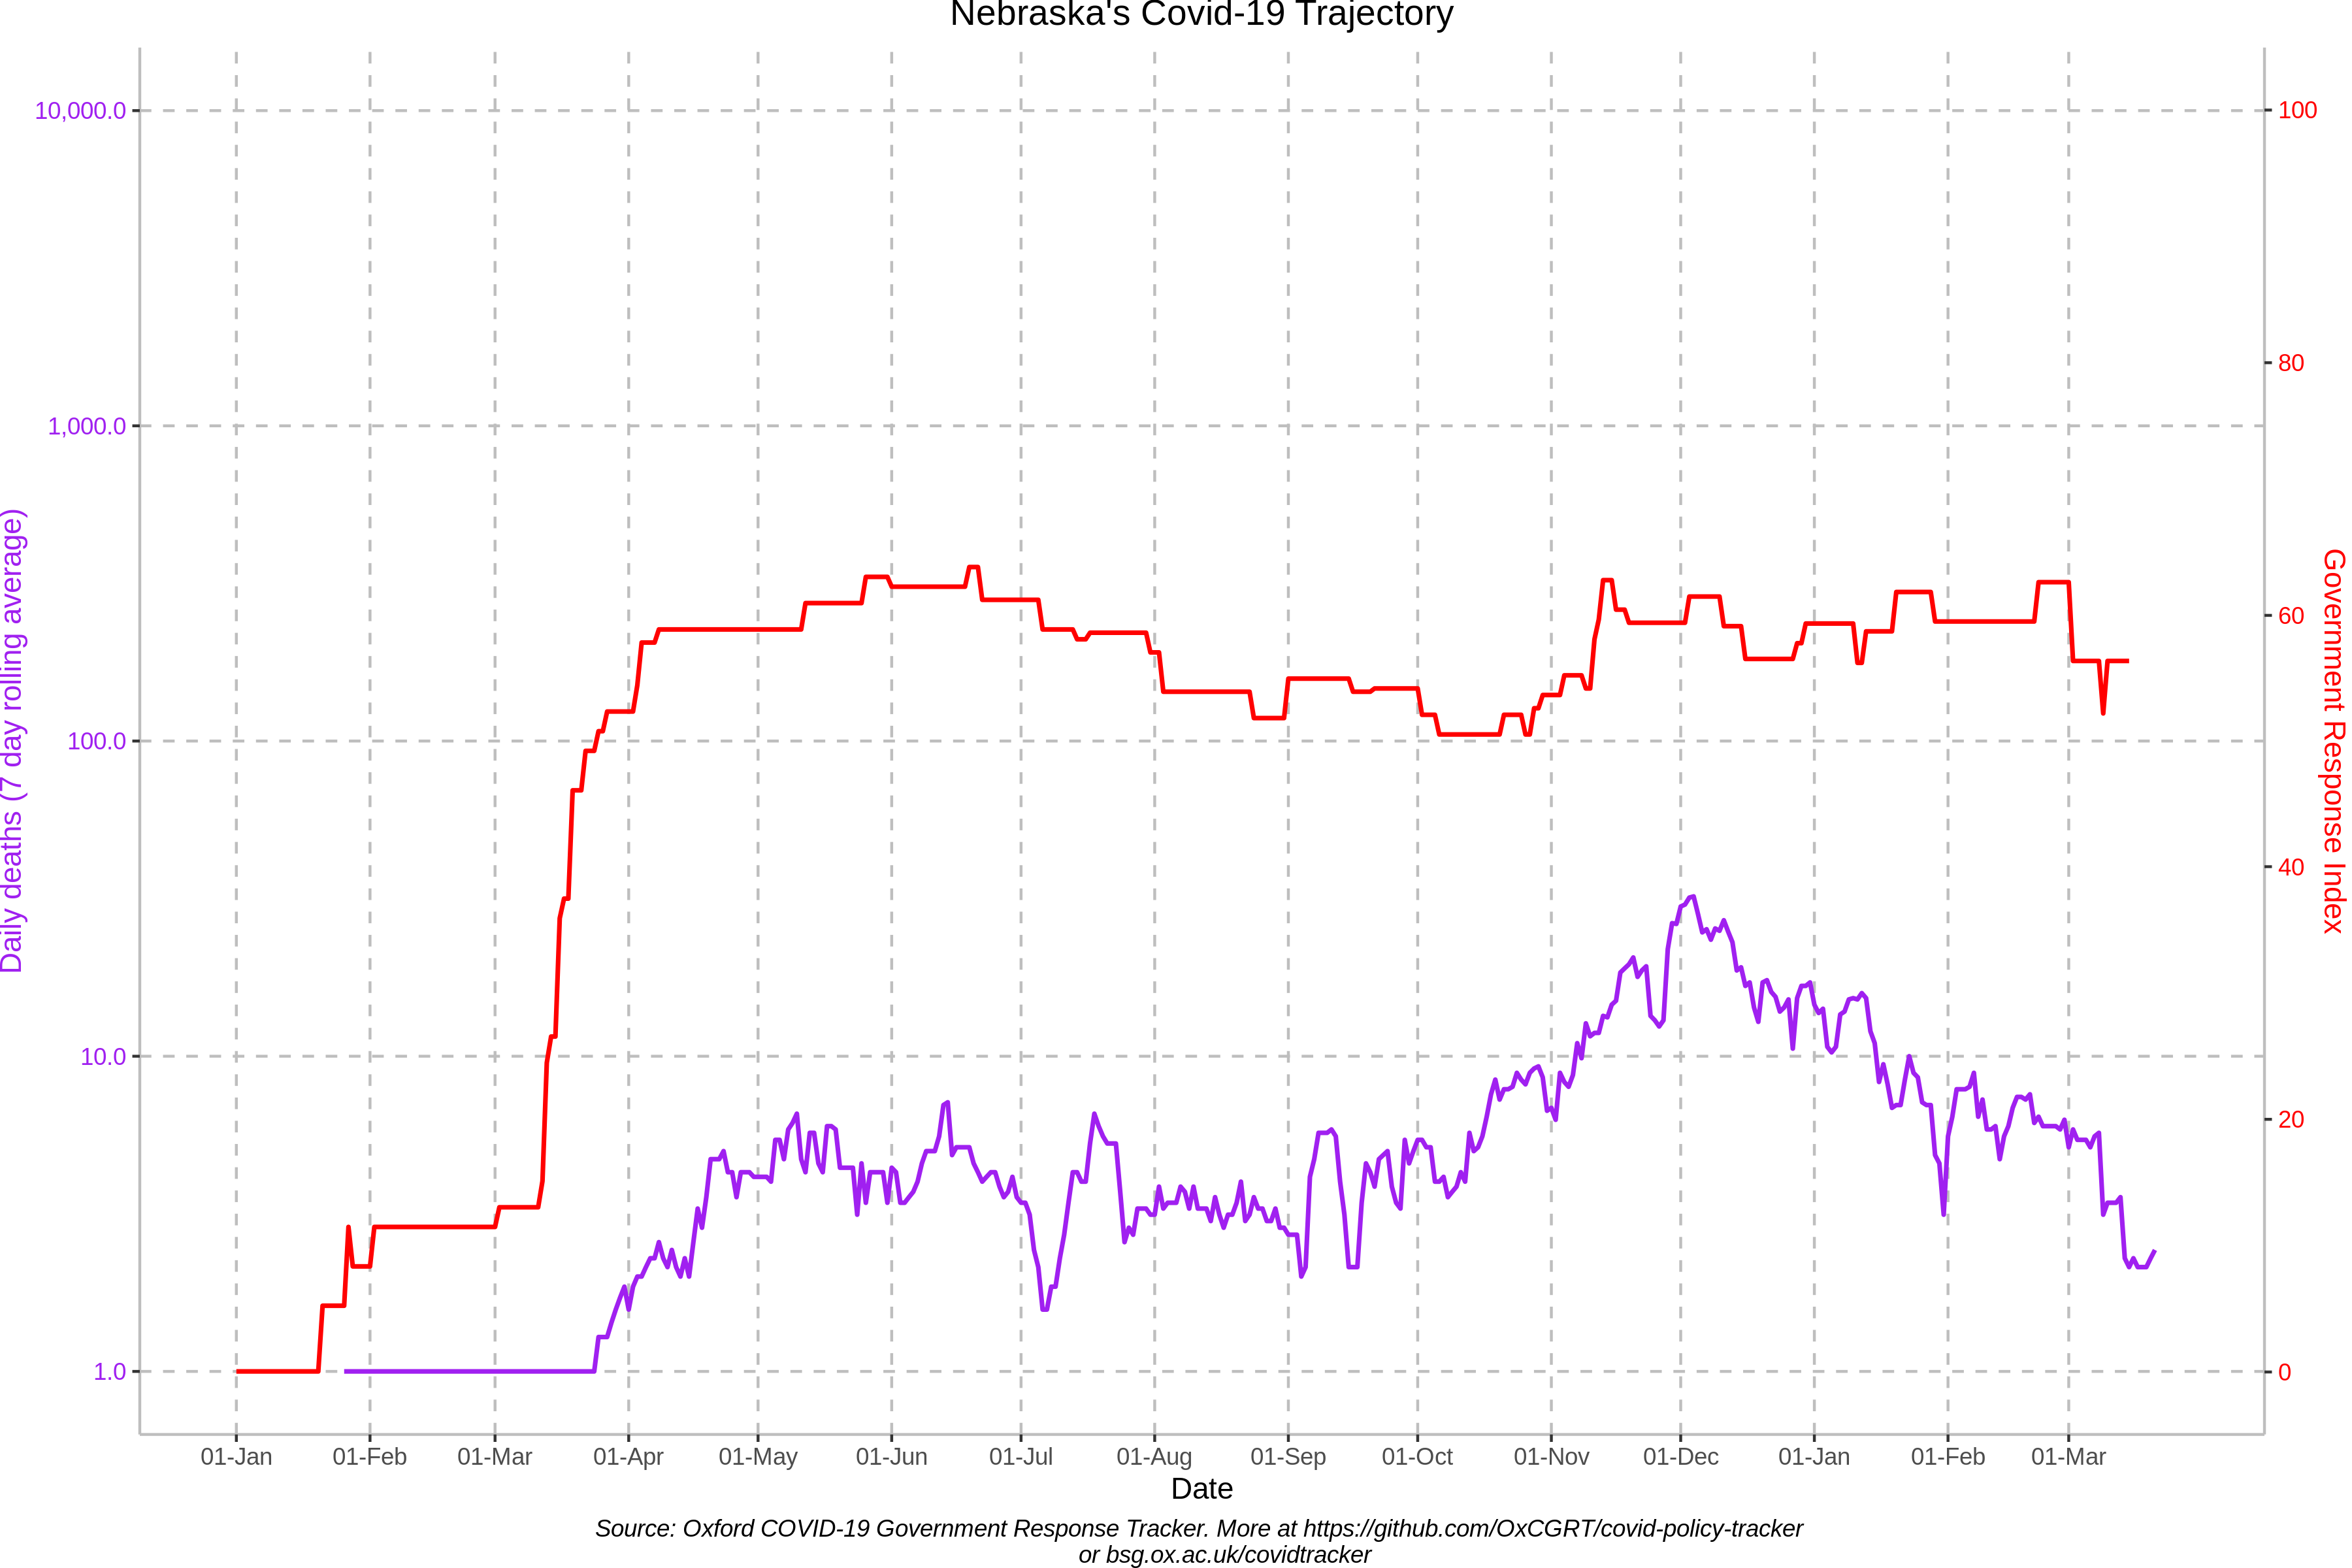 Nebraska's Covid-19 Trajectory
10,000.0
1,000.0
100.0
10.0
1.0
Daily deaths (7 day rolling average)
100
80
60
40
20
0
Government Response Index
01-Jan 01-Feb 01-Mar 01-Apr 01-May 01-Jun 01-Jul 01-Aug 01-Sep 01-Oct 01-Nov 01-Dec 01-Jan 01-Feb 01-Mar
Date
Source: Oxford COVID-19 Government Response Tracker. More at https://github.com/OxCGRT/covid-policy-tracker
or bsg.ox.ac.uk/covidtracker